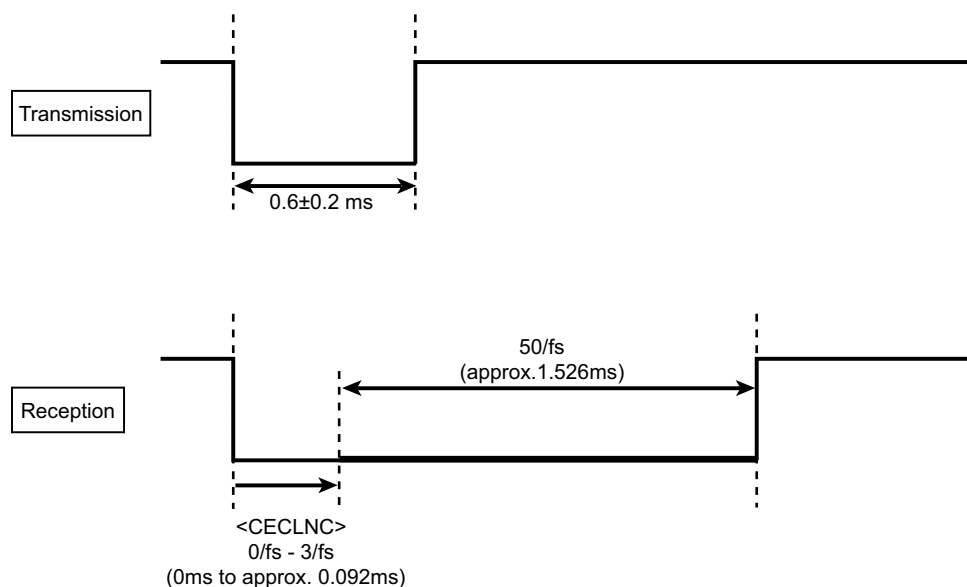 Transmission
0.6±0.2 ms
50/fs
(approx.1.526ms)
Reception
<CECLNC>
0/fs - 3/fs
(0ms to approx. 0.092ms)